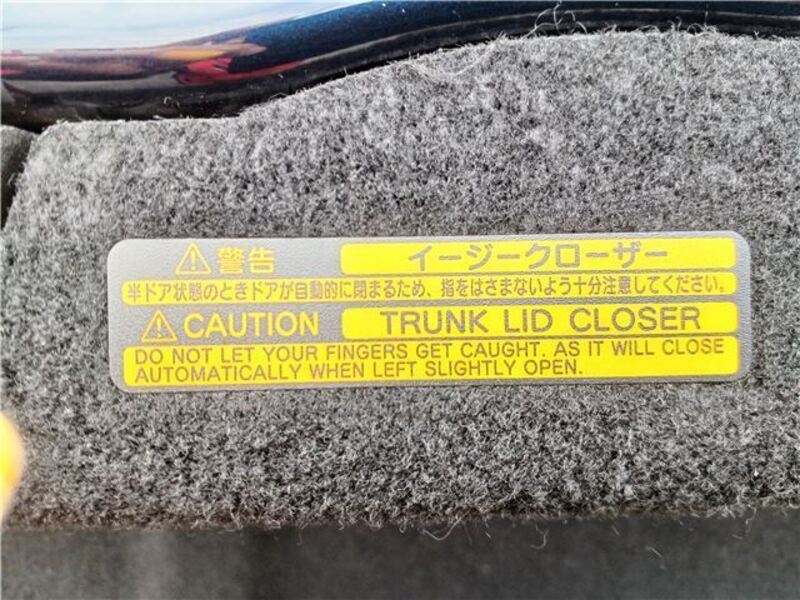 ⚠警告 イージークローザー
半ドア状態のときドアが自動的に閉まるため、指をはさまないよう十分注意してください。
⚠CAUTION TRUNK LID CLOSER
DO NOT LET YOUR FINGERS GET CAUGHT. AS IT WILL CLOSE
AUTOMATICALLY WHEN LEFT SLIGHTLY OPEN.